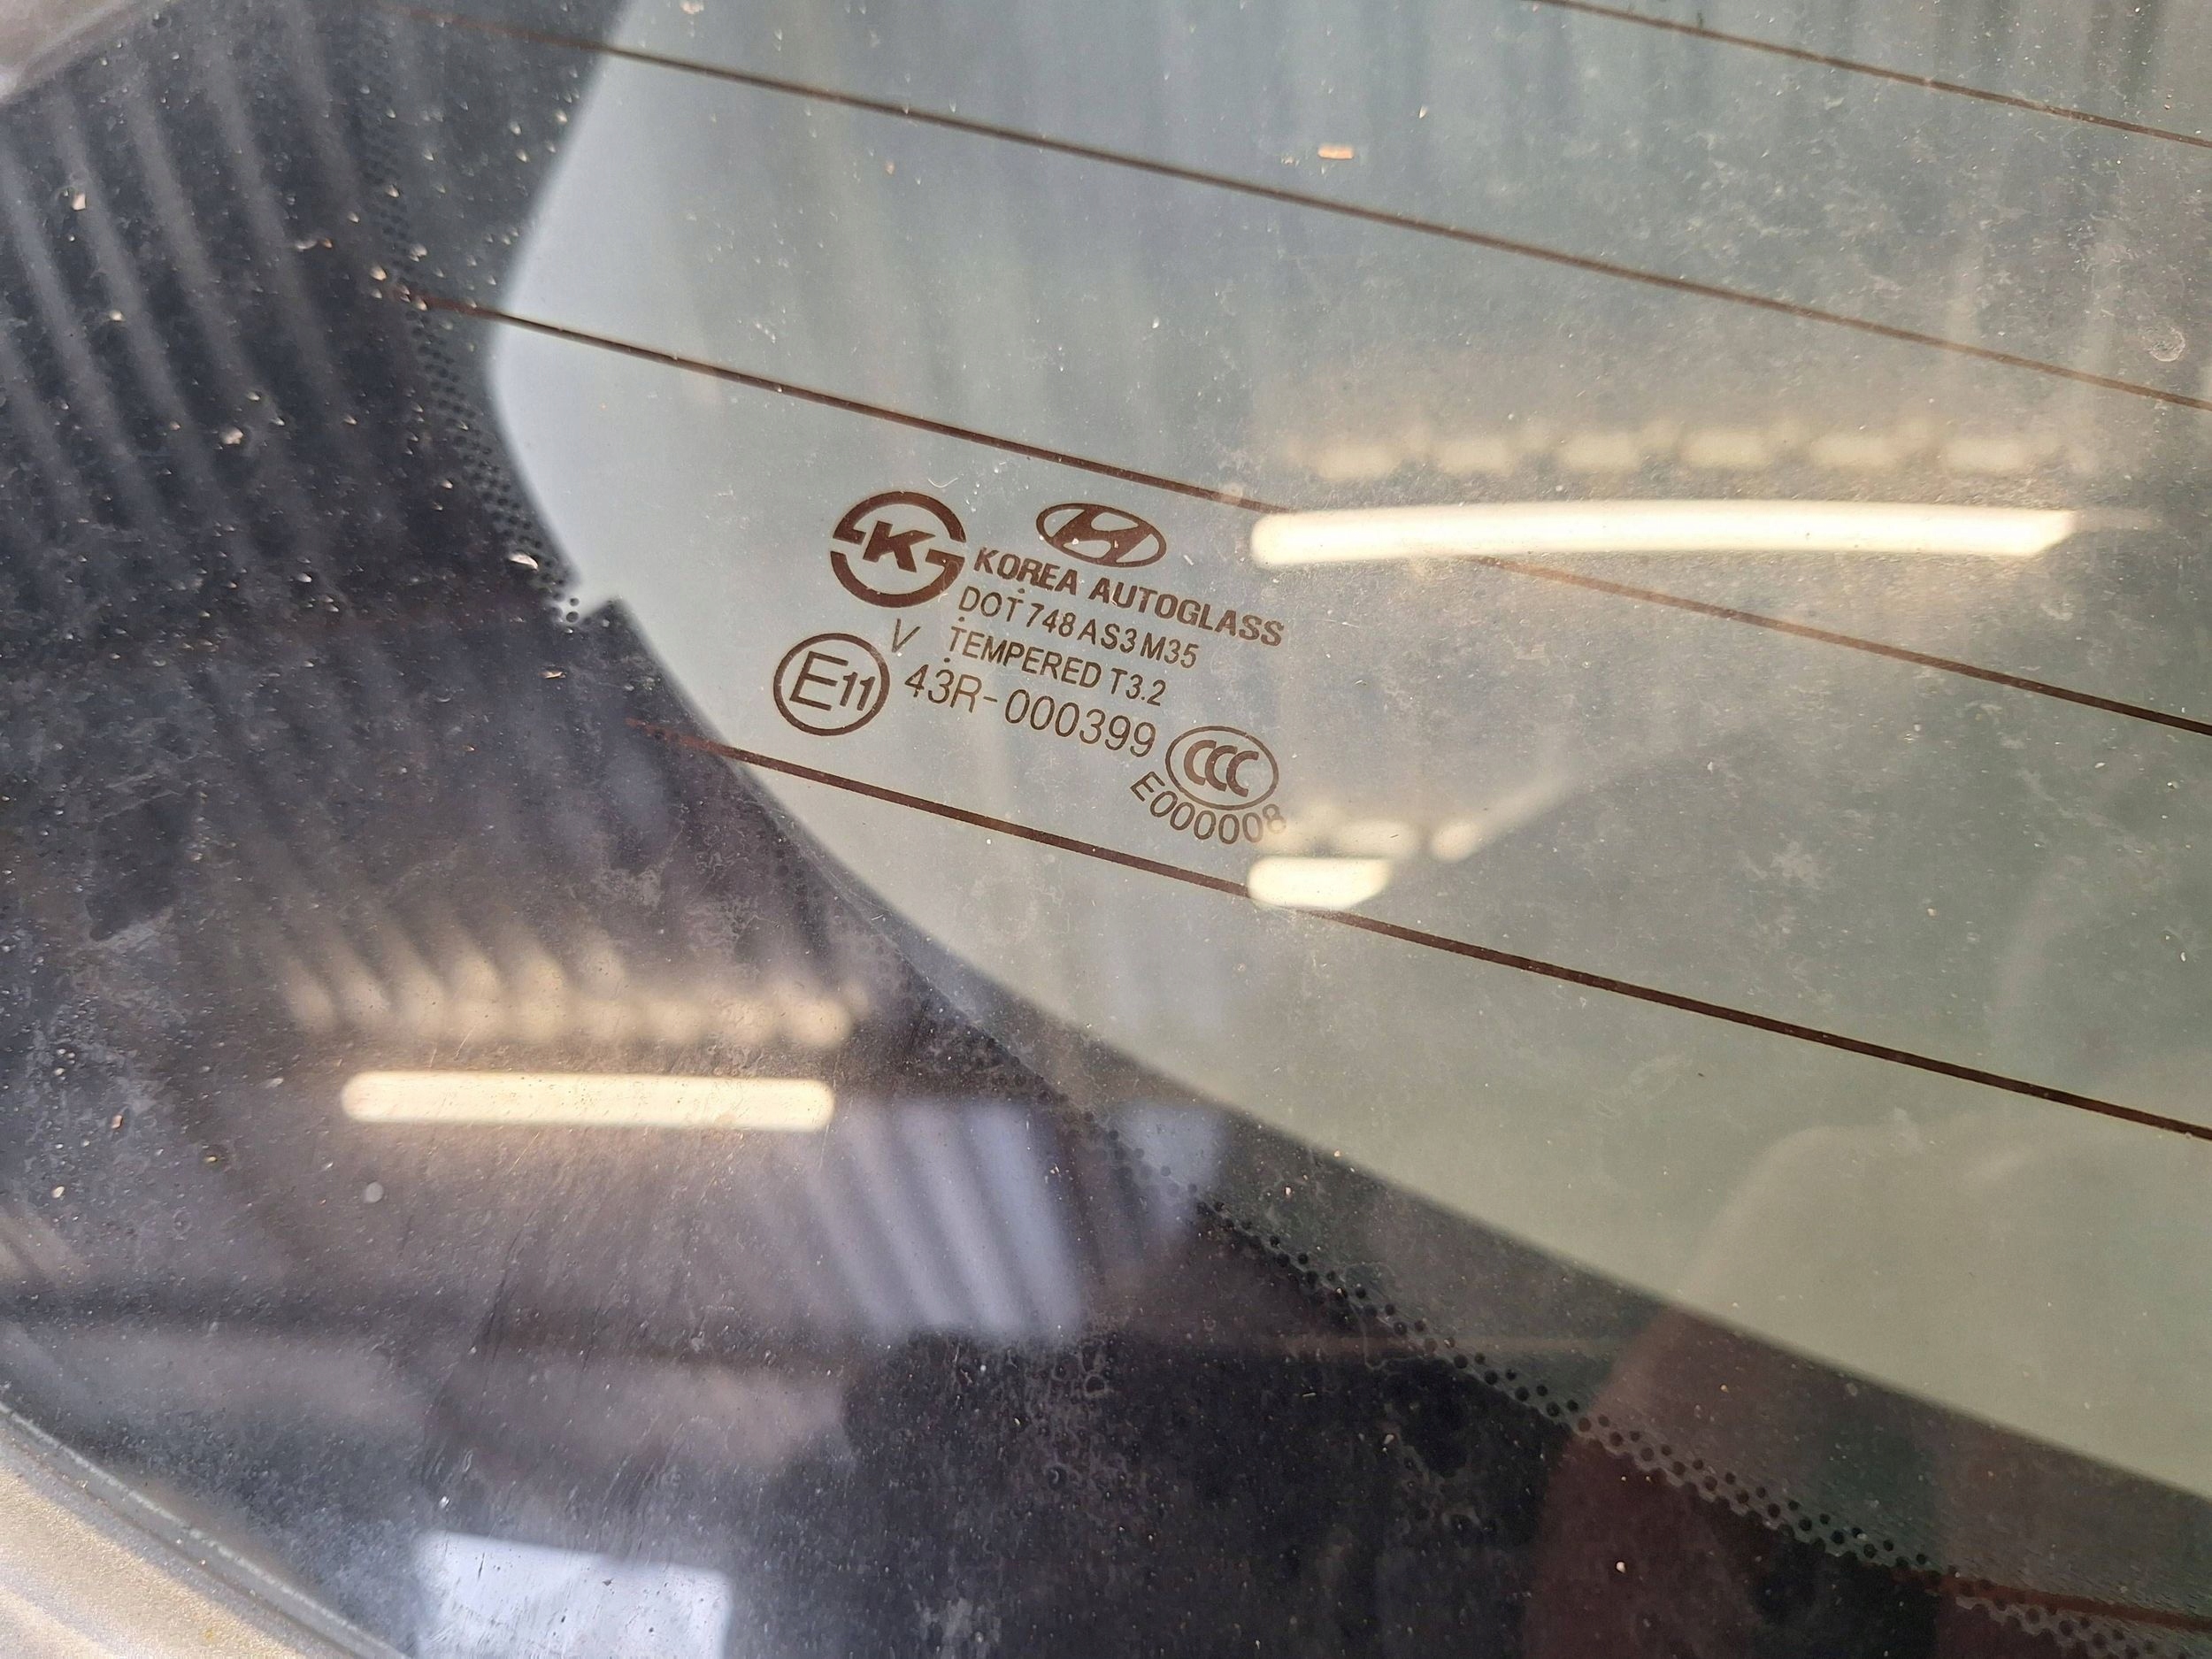 K
KOREA AUTOGLASS
DOT 748 AS3 M35
V TEMPERED T3.2
E11 43R-000399
CCC
E000008